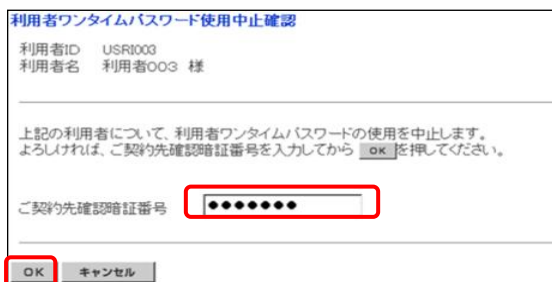 利用者ワンタイムパスワード使用中止確認
利用者ID USRI003
利用者名 利用者003 様
上記の利用者について、利用者ワンタイムパスワードの使用を中止します。
よろしければ、ご契約先確認暗証番号を入力してから OK を押してください。
ご契約先確認暗証番号 ●●●●●●●
OK キャンセル